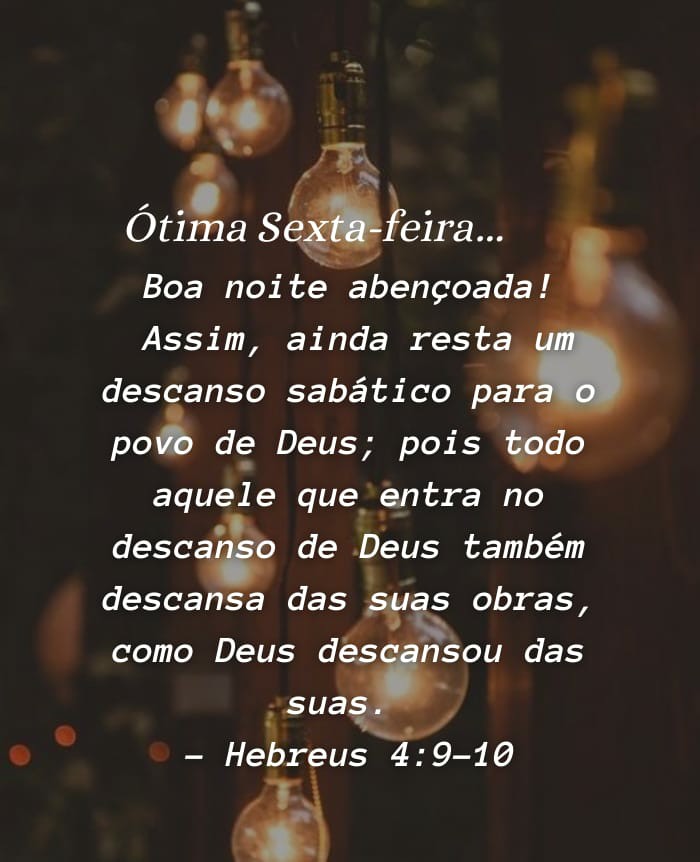 Ótima Sexta-feira...
Boa noite abençoada!
Assim, ainda resta um
descanso sabático para o
povo de Deus; pois todo
aquele que entra no
descanso de Deus também
descansa das suas obras,
como Deus descansou das
suas.
- Hebreus 4:9-10